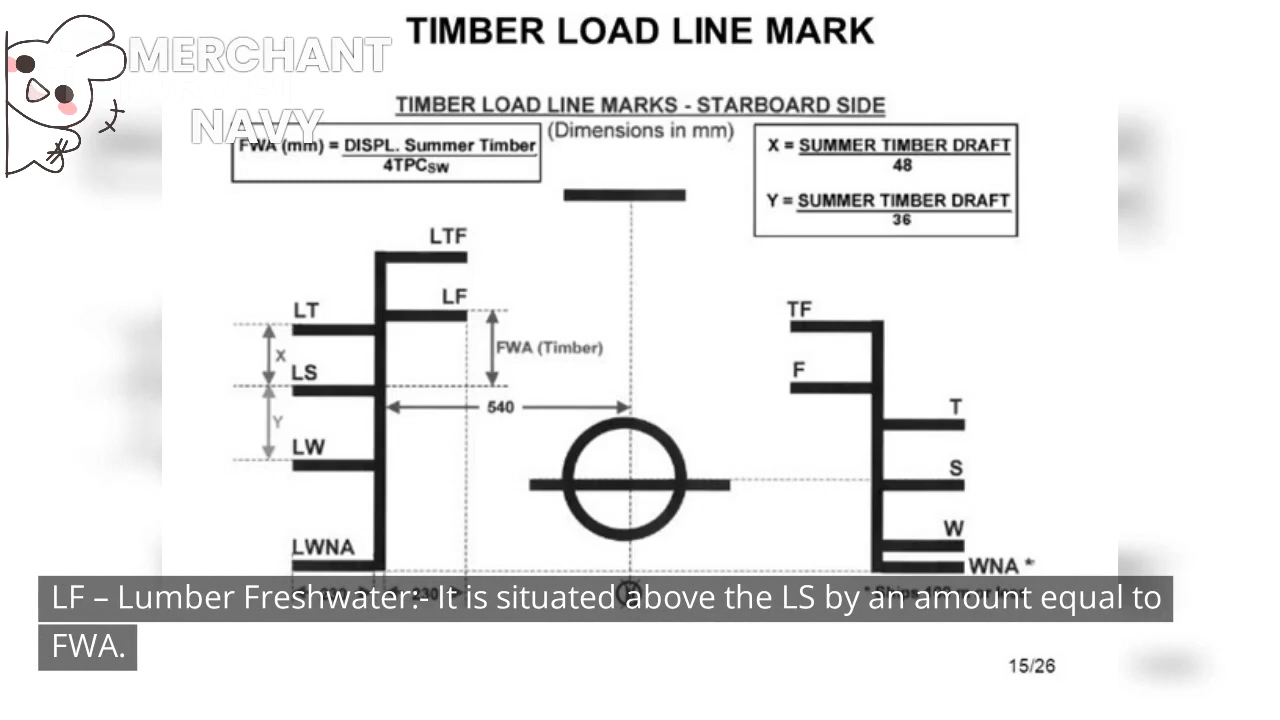 TIMBER LOAD LINE MARK
MERCHANT
NAVY
TIMBER LOAD LINE MARKS - STARBOARD SIDE
(Dimensions in mm)
FWA (mm) = DISPL. Summer Timber
4TPCSW
X = SUMMER TIMBER DRAFT
48
Y = SUMMER TIMBER DRAFT
36
LTF
LF
LT
X
LS
FWA (Timber)
540
Y
LW
LWNA
TF
F
T
S
W
WNA *
230
LF – Lumber Freshwater:- It is situated above the LS by an amount equal to
FWA.
15/26